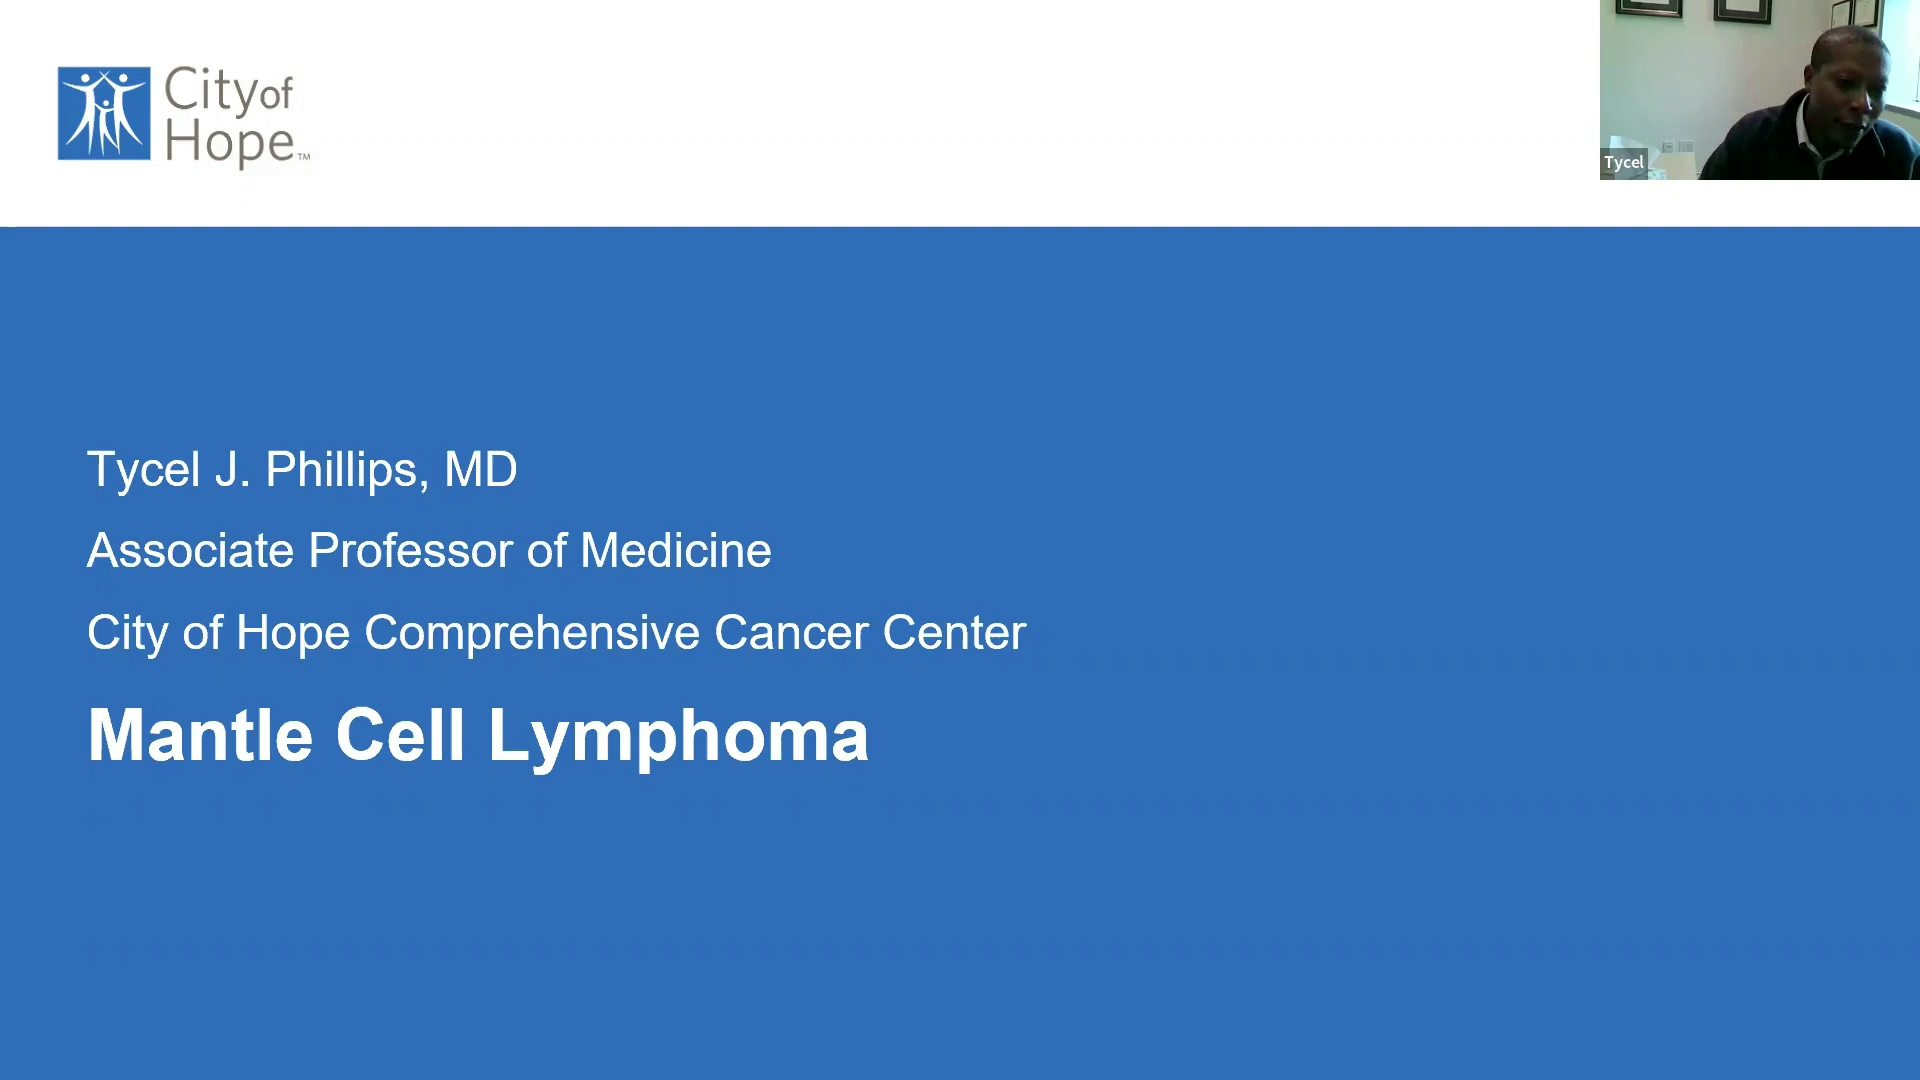 City of
Hope™
Tycel
Tycel J. Phillips, MD
Associate Professor of Medicine
City of Hope Comprehensive Cancer Center
Mantle Cell Lymphoma